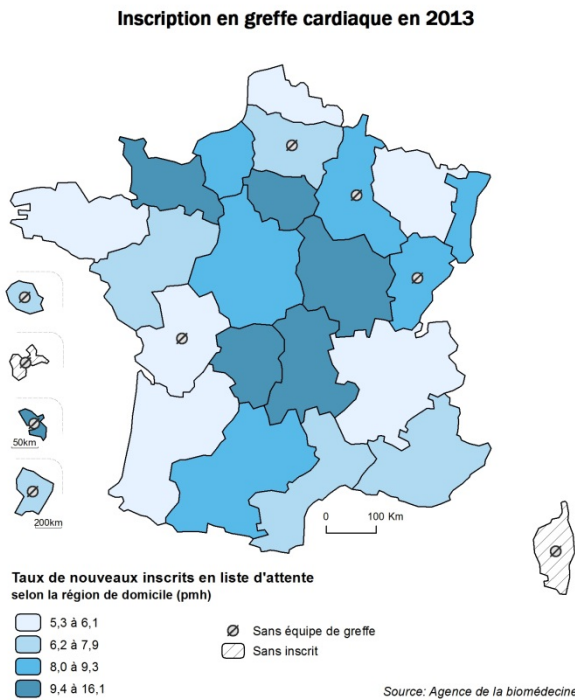 Inscription en greffe cardiaque en 2013
50km
200km
0 100 Km
Taux de nouveaux inscrits en liste d'attente
selon la région de domicile (pmh)
5,3 à 6,1
6,2 à 7,9
8,0 à 9,3
9,4 à 16,1
Sans équipe de greffe
Sans inscrit
Source: Agence de la biomédecine